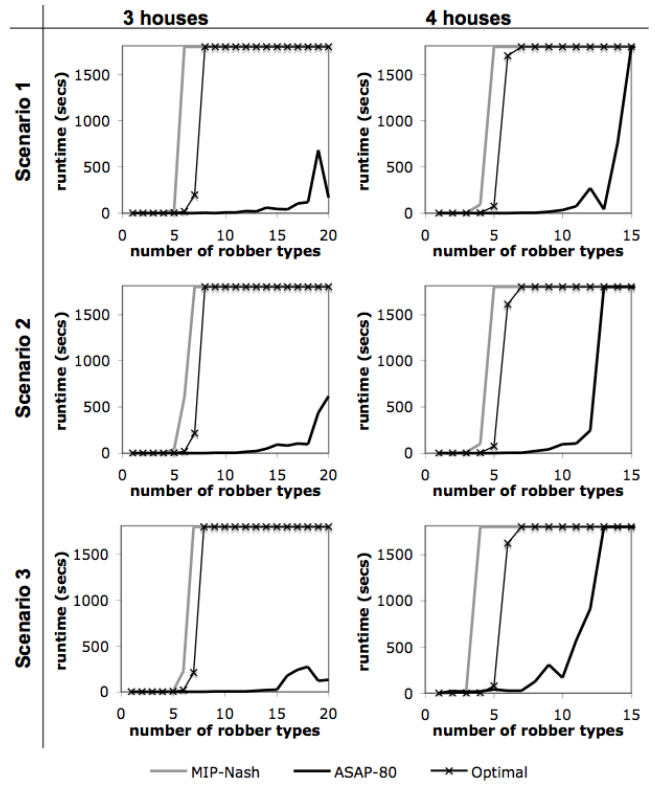 3 houses 4 houses
Scenario 1
runtime (secs)
1500
1000
500
0
0 5 10 15 20
number of robber types
runtime (secs)
1500
1000
500
0
0 5 10 15
number of robber types
Scenario 2
runtime (secs)
1500
1000
500
0
0 5 10 15 20
number of robber types
runtime (secs)
1500
1000
500
0
0 5 10 15
number of robber types
Scenario 3
runtime (secs)
1500
1000
500
0
0 5 10 15 20
number of robber types
runtime (secs)
1500
1000
500
0
0 5 10 15
number of robber types
MIP-Nash ASAP-80 Optimal